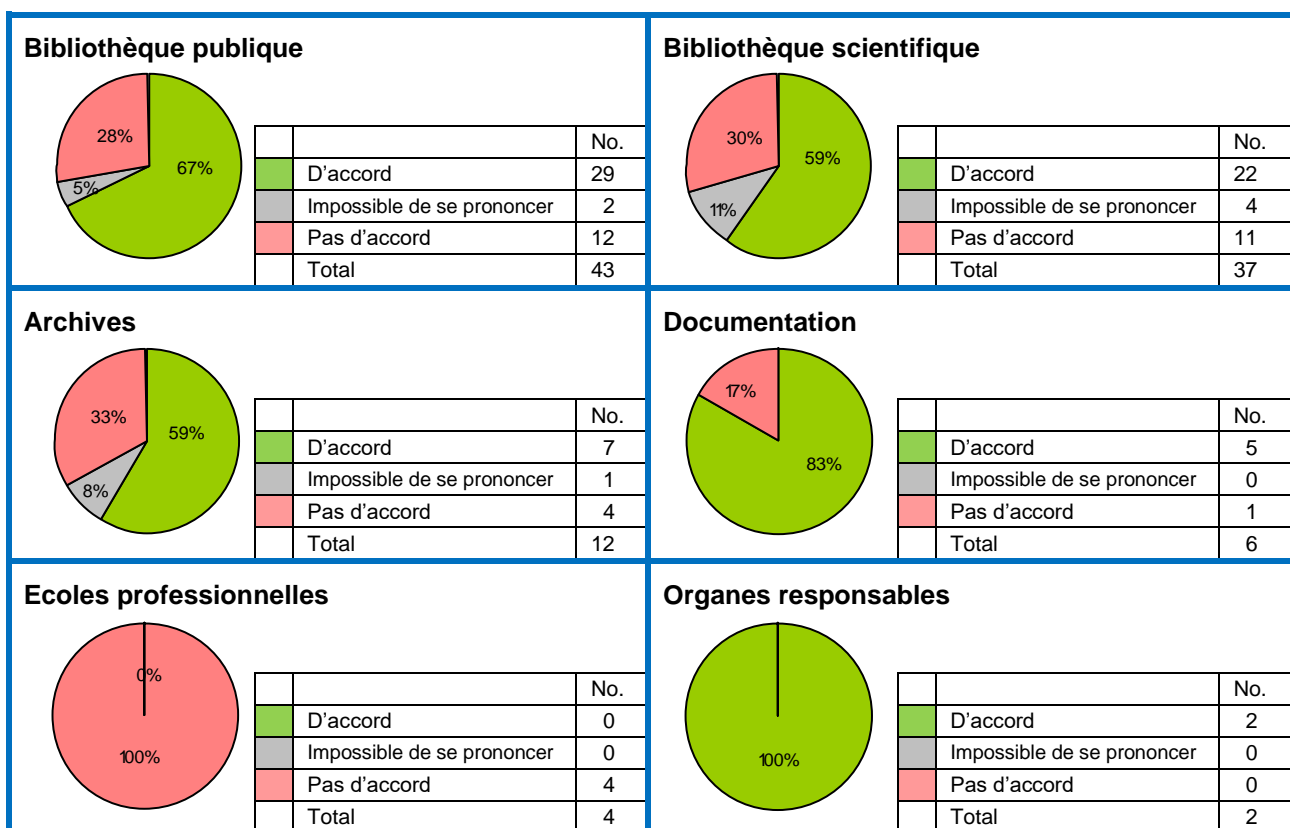 Bibliothèque publique
28%
67%
5%
No.
D'accord 29
Impossible de se prononcer 2
Pas d'accord 12
Total 43
Bibliothèque scientifique
30%
59%
11%
No.
D'accord 22
Impossible de se prononcer 4
Pas d'accord 11
Total 37
Archives
33%
59%
8%
No.
D'accord 7
Impossible de se prononcer 1
Pas d'accord 4
Total 12
Documentation
17%
83%
No.
D'accord 5
Impossible de se prononcer 0
Pas d'accord 1
Total 6
Ecoles professionnelles
0%
100%
No.
D'accord 0
Impossible de se prononcer 0
Pas d'accord 4
Total 4
Organes responsables
100%
No.
D'accord 2
Impossible de se prononcer 0
Pas d'accord 0
Total 2